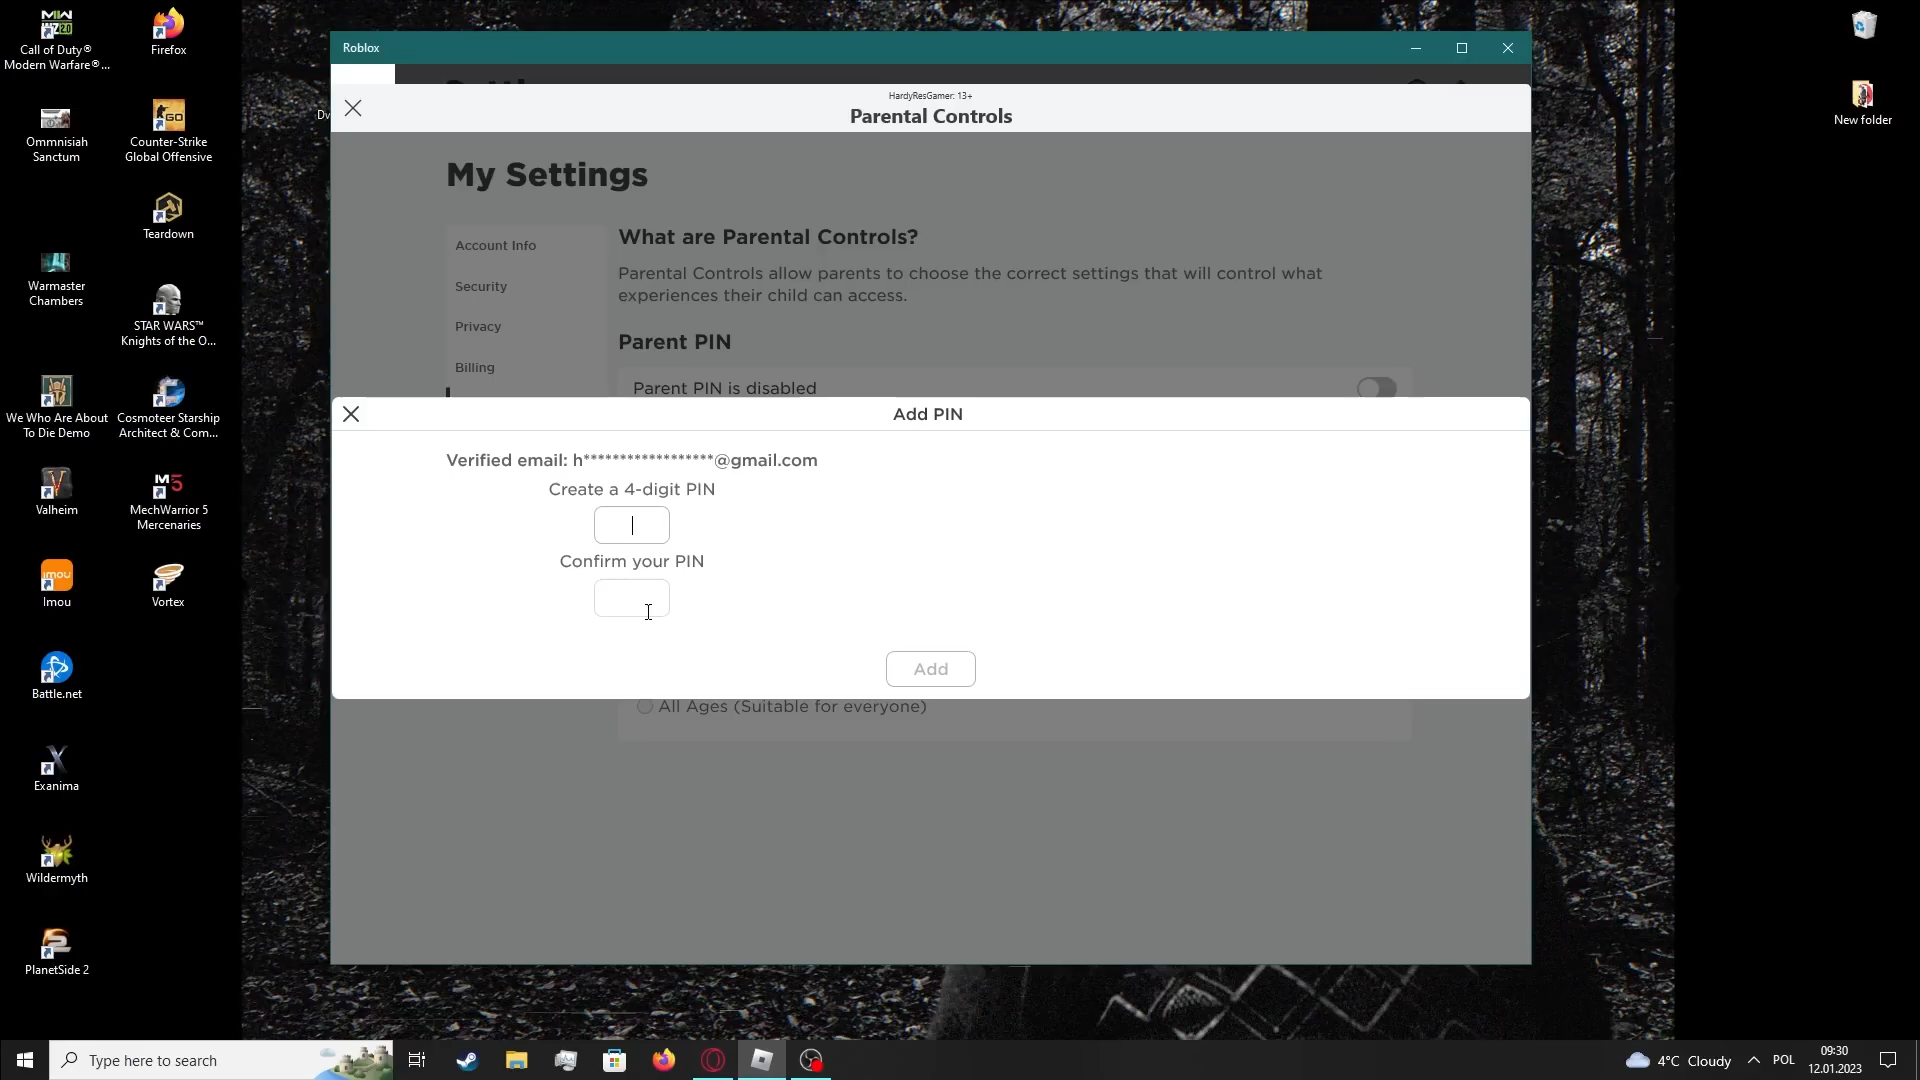 Call of Duty®
Modern Warfare®...
Firefox
Ommnisiah
Sanctum
Counter-Strike
Global Offensive
Teardown
Warmaster
Chambers
STAR WARS™
Knights of the O...
We Who Are About
To Die Demo
Cosmoteer Starship
Architect & Com...
Valheim
MechWarrior 5
Mercenaries
imou
Imou
Vortex
Battle.net
Exanima
Wildermyth
PlanetSide 2
New folder
Roblox
HardyResGamer: 13+
Parental Controls
My Settings
Account Info
Security
Privacy
Billing
What are Parental Controls?
Parental Controls allow parents to choose the correct settings that will control what
experiences their child can access.
Parent PIN
Parent PIN is disabled
Add PIN
Verified email: h******************@gmail.com
Create a 4-digit PIN
Confirm your PIN
Add
All Ages (Suitable for everyone)
Type here to search
4°C Cloudy
POL
09:30
12.01.2023